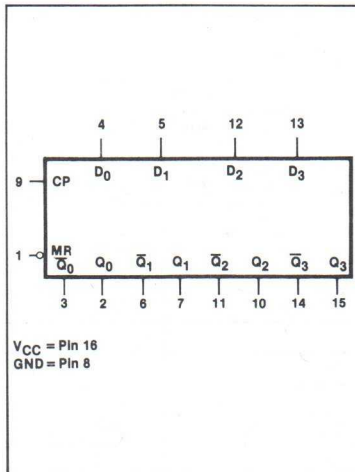 4 5 12 13
D0 D1 D2 D3
9 CP
1 MR
Q̅0 Q0 Q̅1 Q1 Q̅2 Q2 Q̅3 Q3
3 2 6 7 11 10 14 15
VCC = Pin 16
GND = Pin 8